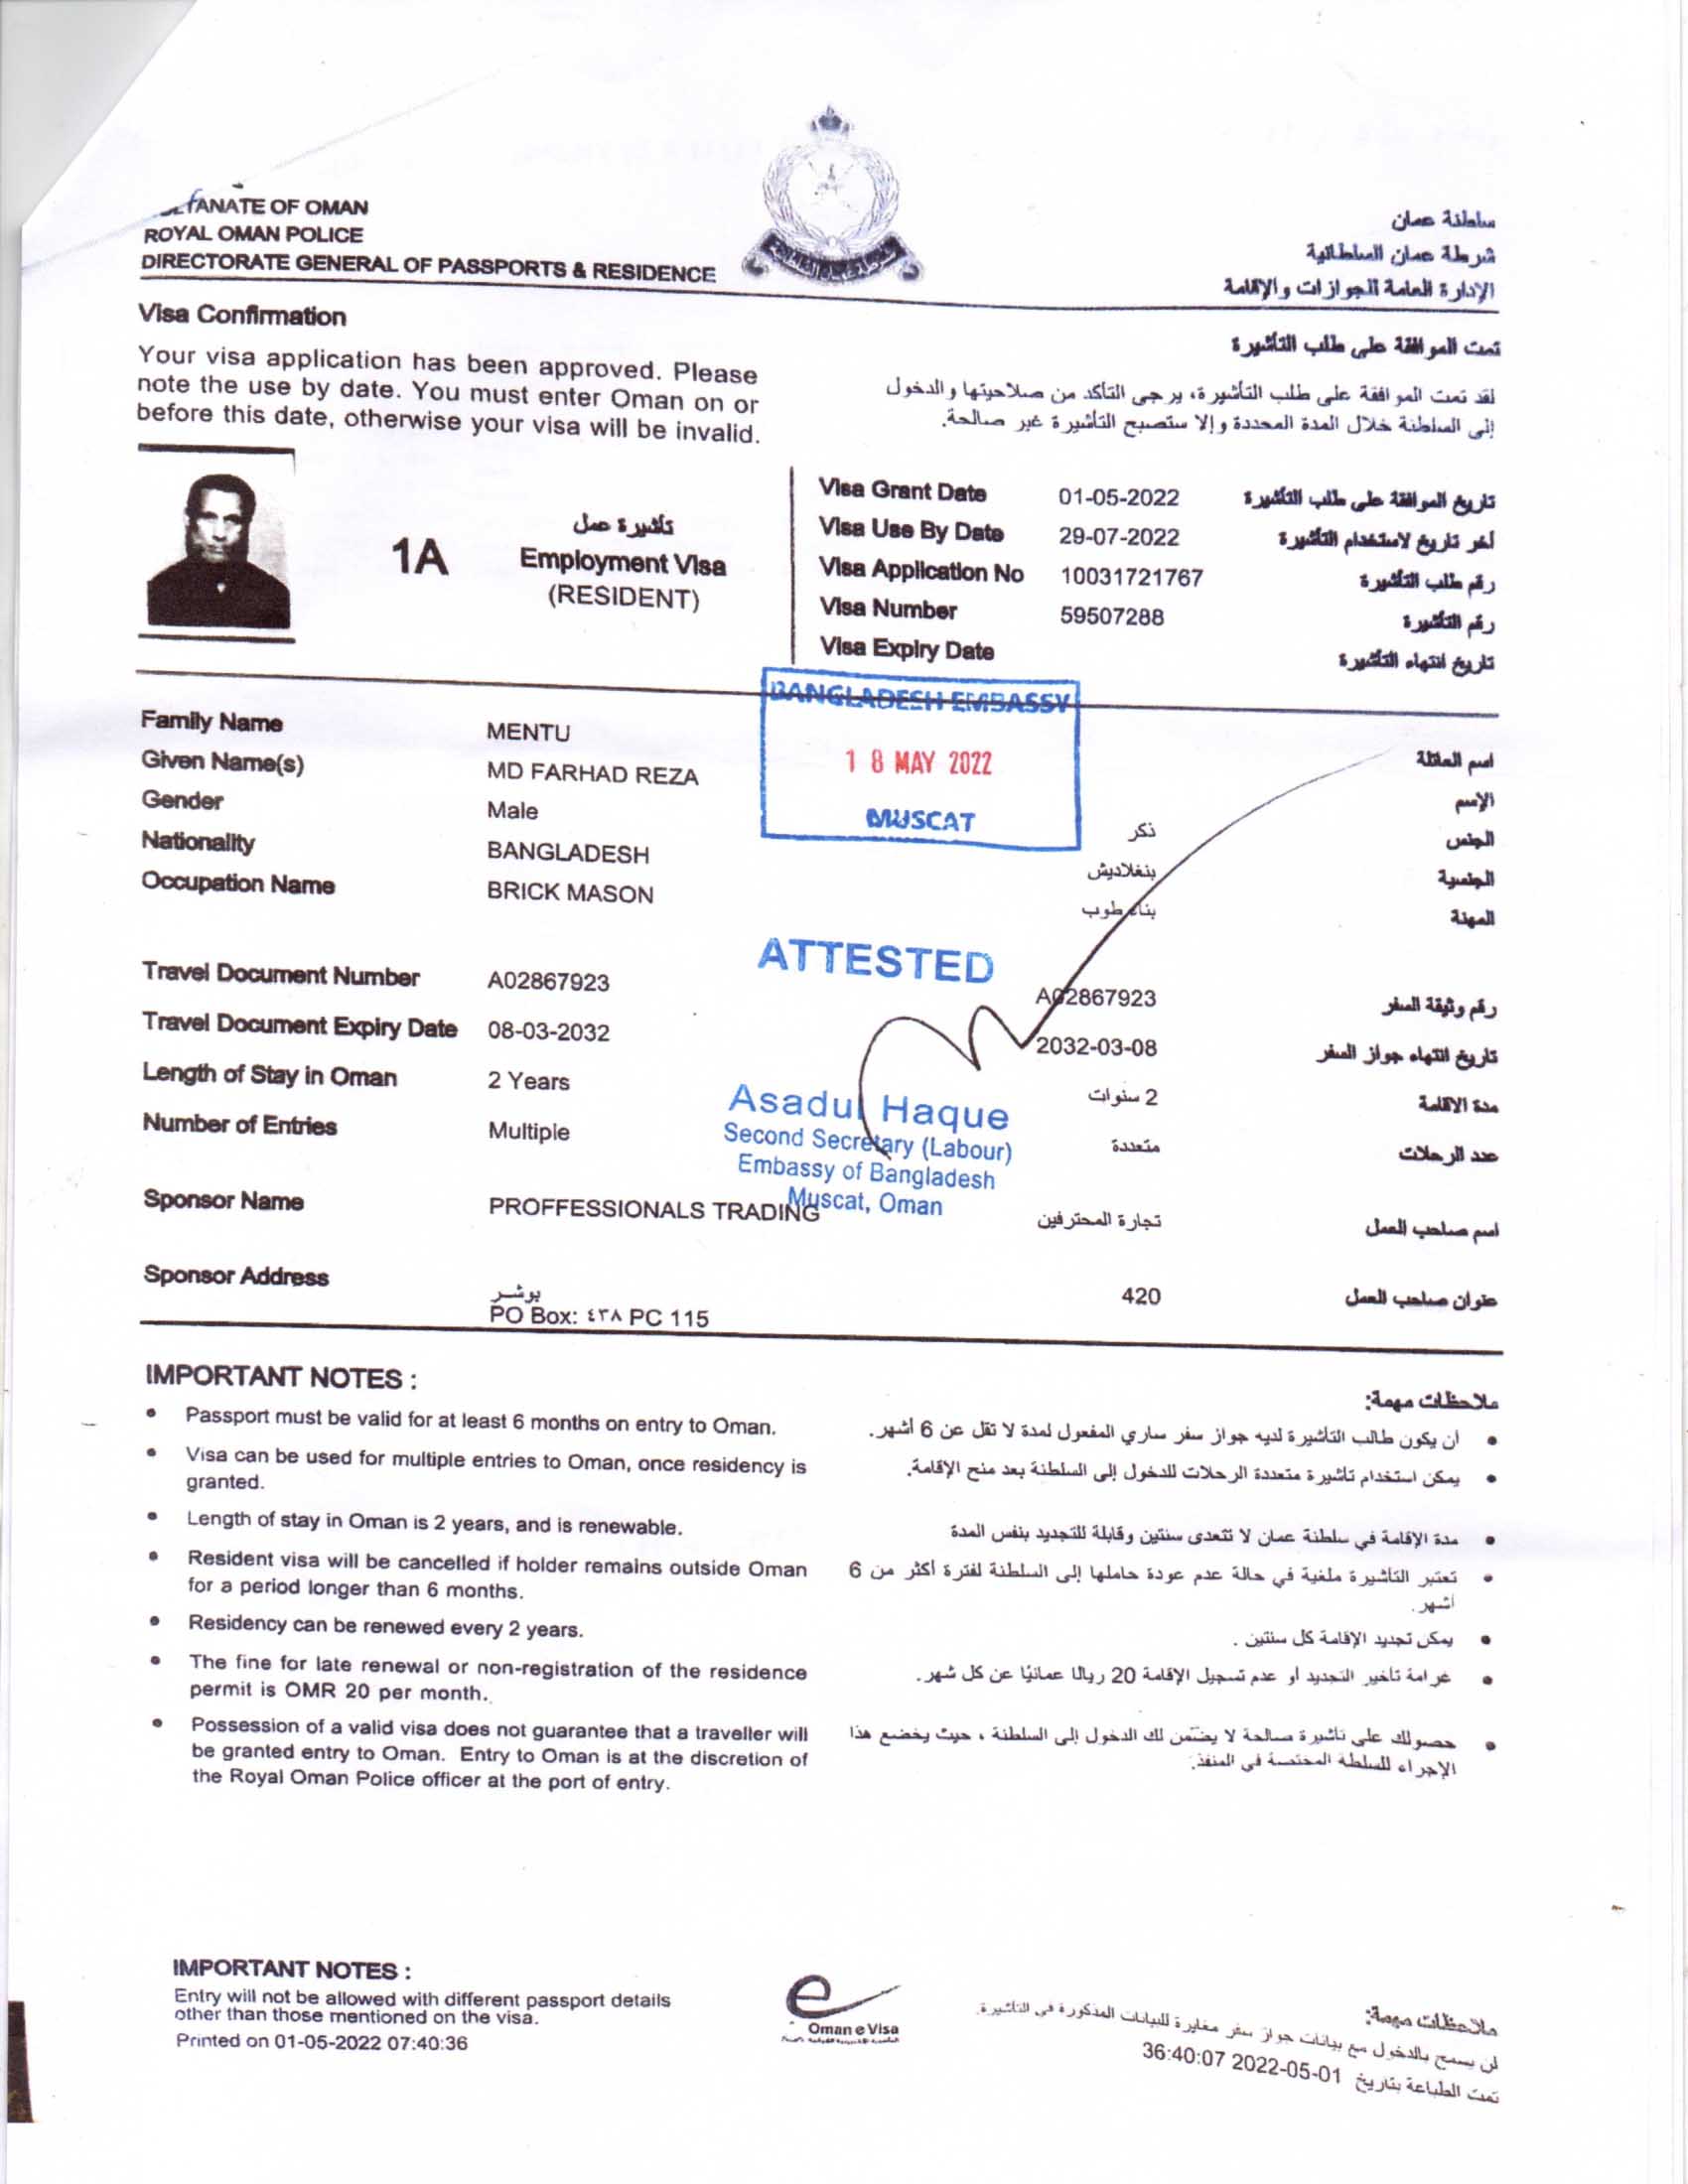 ANATE OF OMAN
ROYAL OMAN POLICE
DIRECTORATE GENERAL OF PASSPORTS & RESIDENCE
سلطنة عمان
شرطة عمان السلطانية
الإدارة العامة للجوازات والإقامة
Visa Confirmation
Your visa application has been approved. Please
note the use by date. You must enter Oman on or
before this date, otherwise your visa will be invalid.
تمت الموافقة على طلب التأشيرة
لقد تمت الموافقة على طلب التأشيرة، يرجى التأكد من صلاحيتها والدخول
إلى السلطنة خلال المدة المحددة وإلا ستصبح التأشيرة غير صالحة.
1A
تأشيرة عمل
Employment Visa
(RESIDENT)
Visa Grant Date 01-05-2022 تاريخ الموافقة على طلب التأشيرة
Visa Use By Date 29-07-2022 أخر تاريخ لاستخدام التأشيرة
Visa Application No 10031721767 رقم طلب التأشيرة
Visa Number 59507288 رقم التأشيرة
Visa Expiry Date تاريخ انتهاء التأشيرة
BANGLADESH EMBASSY
18 MAY 2022
MUSCAT
Family Name MENTU اسم العائلة
Given Name(s) MD FARHAD REZA الإسم
Gender Male ذكر الجنس
Nationality BANGLADESH بنغلاديش الجنسية
Occupation Name BRICK MASON بناء طوب المهنة
ATTESTED
Travel Document Number A02867923 A02867923 رقم وثيقة السفر
Travel Document Expiry Date 08-03-2032 2032-03-08 تاريخ انتهاء جواز السفر
Length of Stay in Oman 2 Years 2 سنوات مدة الاقامة
Number of Entries Multiple متعددة عدد الرحلات
Asadul Haque
Second Secretary (Labour)
Embassy of Bangladesh
Muscat, Oman
Sponsor Name PROFFESSIONALS TRADING تجارة المحترفين اسم صاحب العمل
Sponsor Address بوشر 420 عنوان صاحب العمل
PO Box: ٤٣٨ PC 115
IMPORTANT NOTES :
• Passport must be valid for at least 6 months on entry to Oman.
• Visa can be used for multiple entries to Oman, once residency is
granted.
• Length of stay in Oman is 2 years, and is renewable.
• Resident visa will be cancelled if holder remains outside Oman
for a period longer than 6 months.
• Residency can be renewed every 2 years.
• The fine for late renewal or non-registration of the residence
permit is OMR 20 per month.
• Possession of a valid visa does not guarantee that a traveller will
be granted entry to Oman. Entry to Oman is at the discretion of
the Royal Oman Police officer at the port of entry.
ملاحظات مهمة:
• أن يكون طالب التأشيرة لديه جواز سفر ساري المفعول لمدة لا تقل عن 6 أشهر.
• يمكن استخدام تأشيرة متعددة الرحلات للدخول إلى السلطنة بعد منح الإقامة.
• مدة الإقامة في سلطنة عمان لا تتعدى سنتين وقابلة للتجديد بنفس المدة
• تعتبر التأشيرة ملغية في حالة عدم عودة حاملها إلى السلطنة لفترة أكثر من 6
أشهر.
• يمكن تجديد الإقامة كل سنتين .
• غرامة تأخير التجديد أو عدم تسجيل الإقامة 20 ريالا عمانيا عن كل شهر.
• حصولك على تأشيرة صالحة لا يضمن لك الدخول إلى السلطنة ، حيث يخضع هذا
الإجراء للسلطة المختصة في المنفذ.
IMPORTANT NOTES :
Entry will not be allowed with different passport details
other than those mentioned on the visa.
Printed on 01-05-2022 07:40:36
e
Oman e Visa
ملاحظات مهمة:
لن يسمح بالدخول مع بيانات جواز سفر مغايرة للبيانات المذكورة في التأشيرة.
تمت الطباعة بتاريخ 2022-05-01 36:40:07